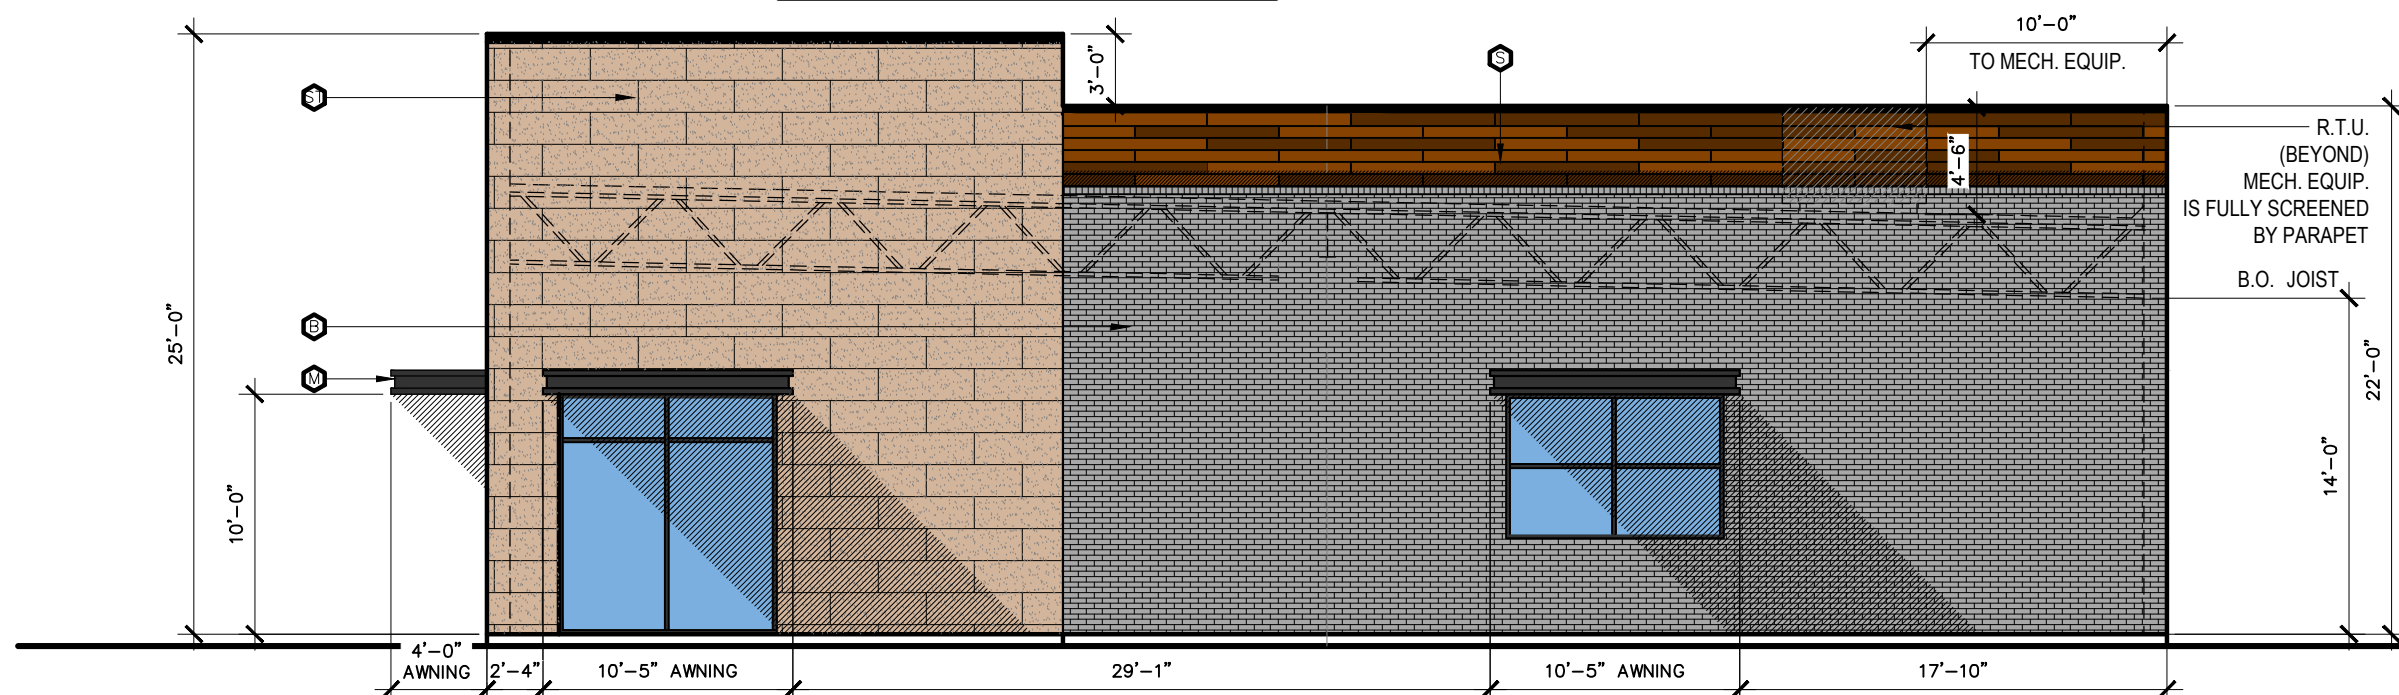 10'-0"
TO MECH. EQUIP.
3'-0"
S
ST
R.T.U.
(BEYOND)
MECH. EQUIP.
IS FULLY SCREENED
BY PARAPET
4'-6"
B.O. JOIST
25'-0"
B
M
22'-0"
14'-0"
10'-0"
4'-0"
AWNING
2'-4"
10'-5" AWNING
29'-1"
10'-5" AWNING
17'-10"